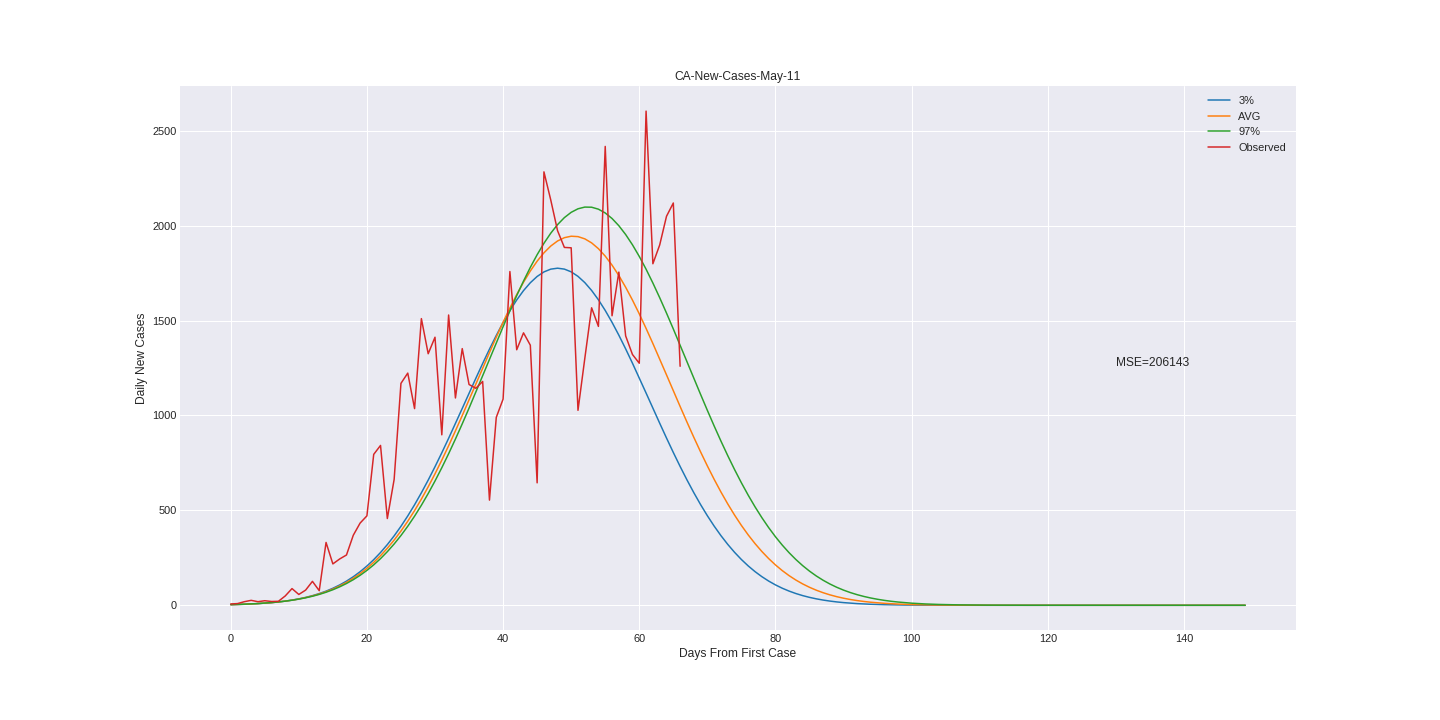 CA-New-Cases-May-11
3%
AVG
97%
Observed
2500
2000
1500
1000
500
0
Daily New Cases
MSE=206143
0 20 40 60 80 100 120 140
Days From First Case